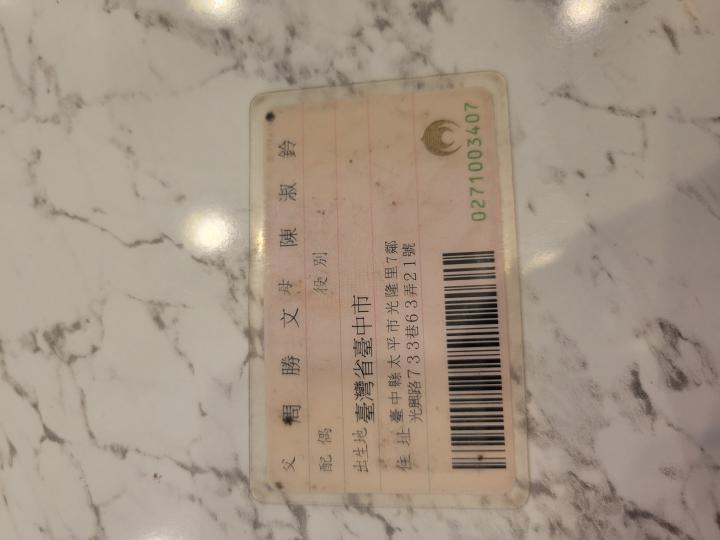 父 周勝文 母 陳淑鈴
配偶 役別
出生地 臺灣省臺中市
住址 臺中縣太平市光隆里7鄰
光興路733巷63弄21號
0271003407